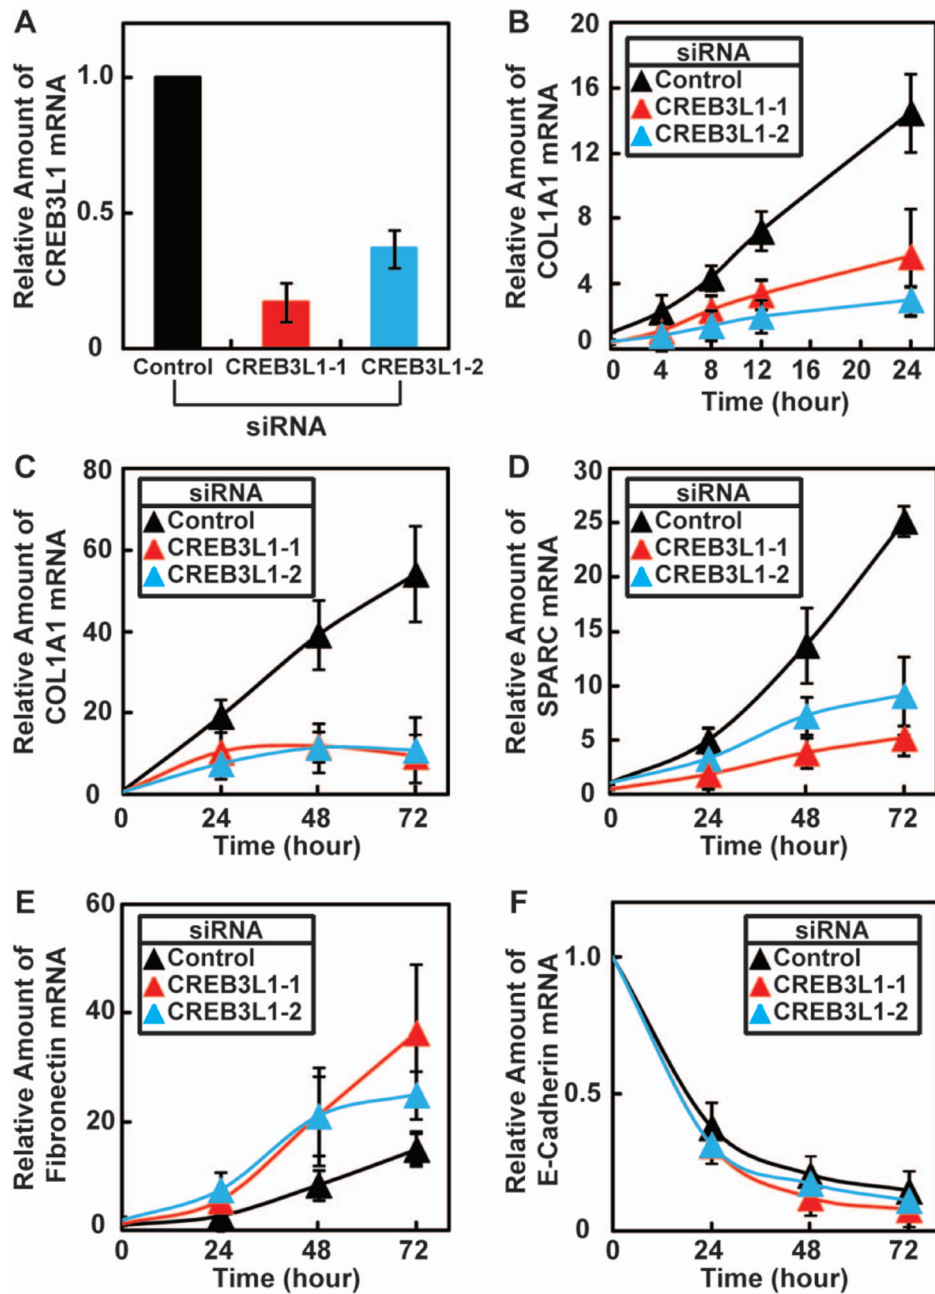 A
Relative Amount of
CREB3L1 mRNA
1.0
0.5
0
Control CREB3L1-1 CREB3L1-2
siRNA
B
Relative Amount of
COL1A1 mRNA
20
16
12
8
4
0
siRNA
Control
CREB3L1-1
CREB3L1-2
0 4 8 12 16 20 24
Time (hour)
C
Relative Amount of
COL1A1 mRNA
80
60
40
20
0
siRNA
Control
CREB3L1-1
CREB3L1-2
0 24 48 72
Time (hour)
D
Relative Amount of
SPARC mRNA
30
25
20
15
10
5
0
siRNA
Control
CREB3L1-1
CREB3L1-2
0 24 48 72
Time (hour)
E
Relative Amount of
Fibronectin mRNA
60
40
20
0
siRNA
Control
CREB3L1-1
CREB3L1-2
0 24 48 72
Time (hour)
F
Relative Amount of
E-Cadherin mRNA
1.0
0.5
0
siRNA
Control
CREB3L1-1
CREB3L1-2
0 24 48 72
Time (hour)